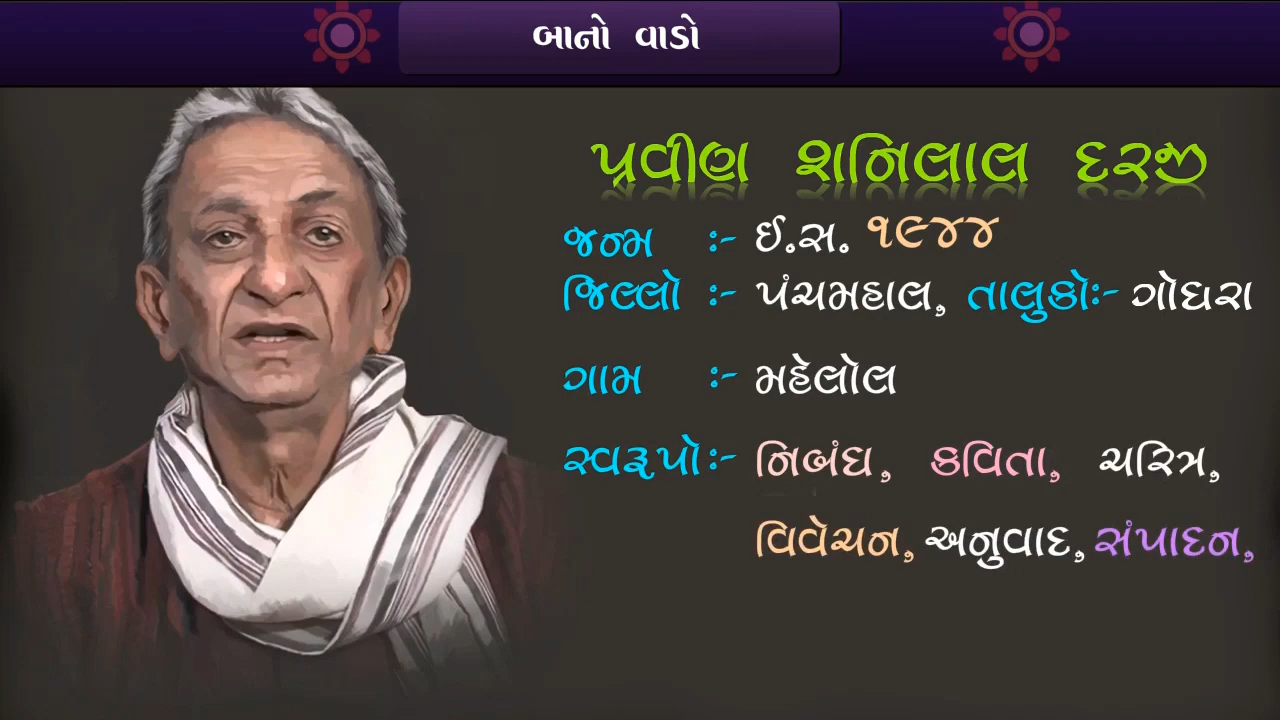 બાનો વાડો
પ્રવીણ શનિલાલ દરજી
જન્મ :- ઈ.સ. ૧૯૪૪
જિલ્લો :- પંચમહાલ, તાલુકોઃ- ગોધરા
ગામ :- મહેલોલ
સ્વરૂપો :- નિબંધ, કવિતા, ચરિત્ર,
વિવેચન, અનુવાદ, સંપાદન,